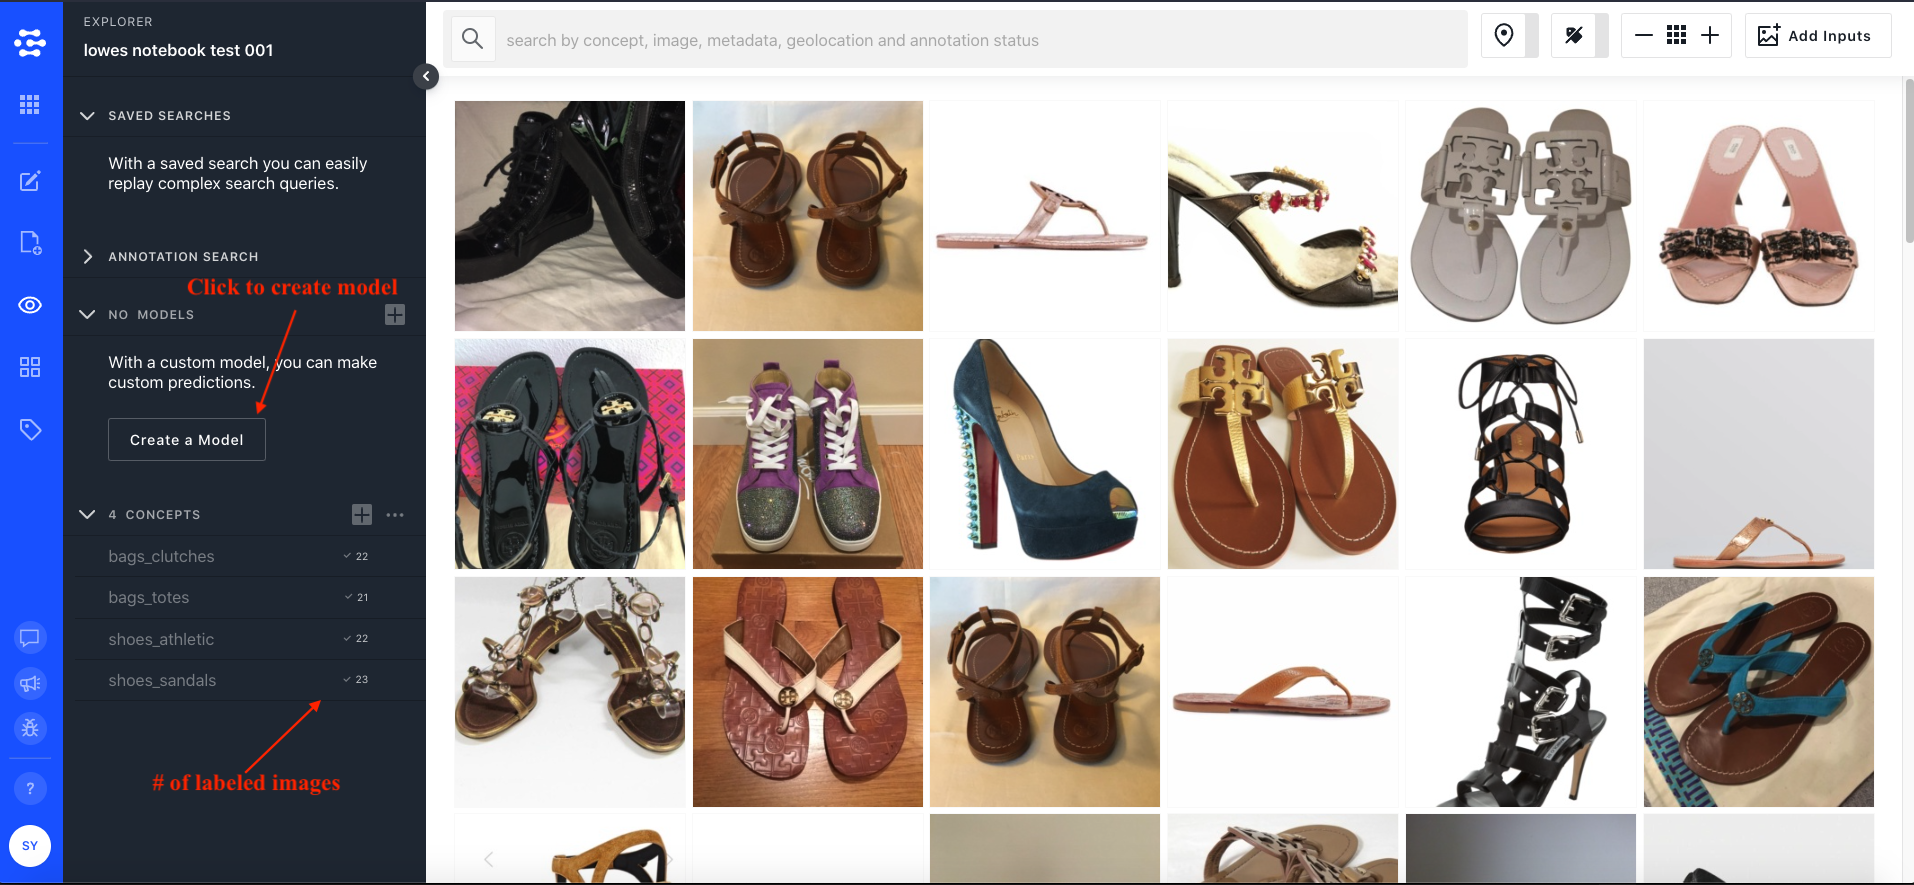 EXPLORER
lowes notebook test 001
search by concept, image, metadata, geolocation and annotation status
Add Inputs
SAVED SEARCHES
With a saved search you can easily
replay complex search queries.
ANNOTATION SEARCH
Click to create model
NO MODELS
With a custom model, you can make
custom predictions.
Create a Model
4 CONCEPTS
bags_clutches 22
bags_totes 21
shoes_athletic 22
shoes_sandals 23
# of labeled images
?
SY